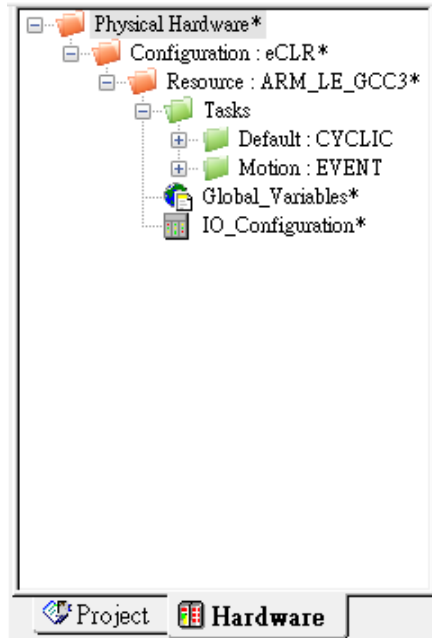 Physical Hardware*
Configuration : eCLR*
Resource : ARM_LE_GCC3*
Tasks
Default : CYCLIC
Motion : EVENT
Global_Variables*
IO_Configuration*
Project Hardware